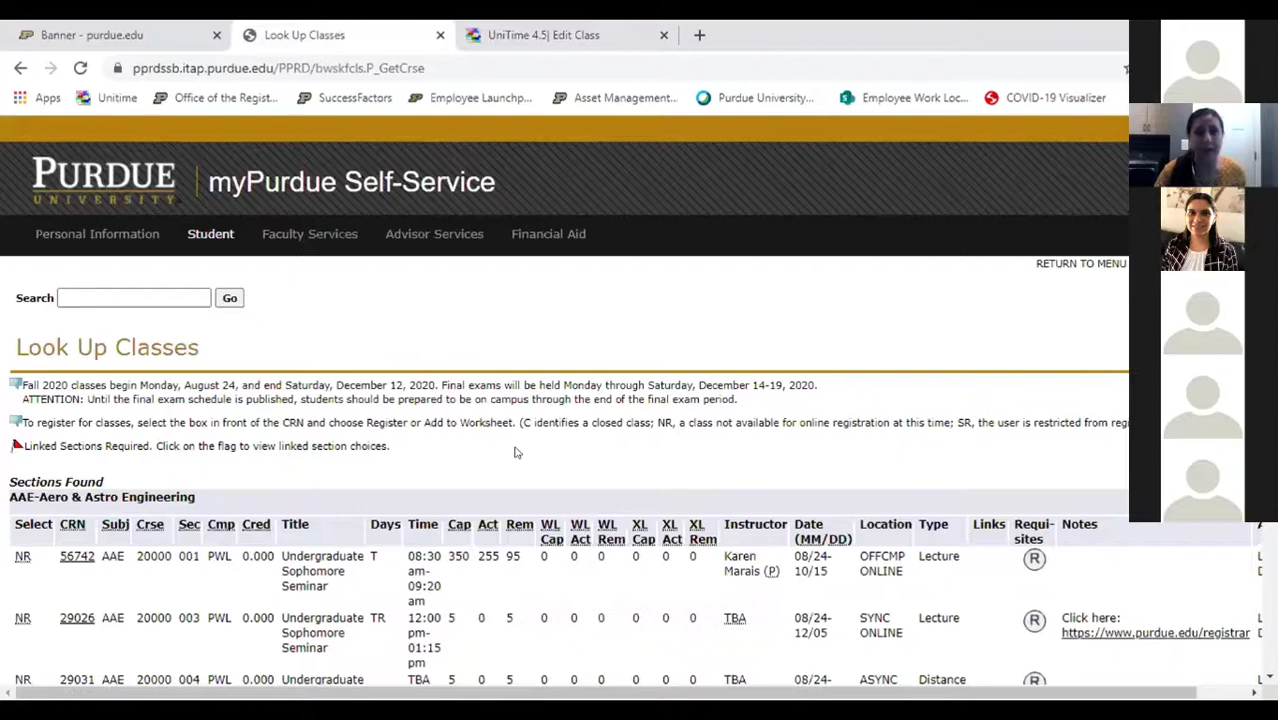 Banner - purdue.edu
Look Up Classes
UniTime 4.5| Edit Class
pprdssb.itap.purdue.edu/PPRD/bwskfcls.P_GetCrse
Apps Unitime Office of the Regist... SuccessFactors Employee Launchp... Asset Management... Purdue University... Employee Work Loc... COVID-19 Visualizer
PURDUE
UNIVERSITY
myPurdue Self-Service
Personal Information Student Faculty Services Advisor Services Financial Aid
RETURN TO MENU
Search Go
Look Up Classes
Fall 2020 classes begin Monday, August 24, and end Saturday, December 12, 2020. Final exams will be held Monday through Saturday, December 14-19, 2020.
ATTENTION: Until the final exam schedule is published, students should be prepared to be on campus through the end of the final exam period.
To register for classes, select the box in front of the CRN and choose Register or Add to Worksheet. (C identifies a closed class; NR, a class not available for online registration at this time; SR, the user is restricted from regi
Linked Sections Required. Click on the flag to view linked section choices.
Sections Found
AAE-Aero & Astro Engineering
Select CRN Subj Crse Sec Cmp Cred Title Days Time Cap Act Rem WL Cap WL Act WL Rem XL Cap XL Act XL Rem Instructor Date (MM/DD) Location Type Links Requi-sites Notes
NR 56742 AAE 20000 001 PWL 0.000 Undergraduate Sophomore Seminar T 08:30 am-09:20 am 350 255 95 0 0 0 0 0 0 Karen Marais (P) 08/24-10/15 OFFCMP ONLINE Lecture R
NR 29026 AAE 20000 003 PWL 0.000 Undergraduate Sophomore Seminar TR 12:00 pm-01:15 pm 5 0 5 0 0 0 0 0 0 TBA 08/24-12/05 SYNC ONLINE Lecture R Click here: https://www.purdue.edu/registrar
NR 29031 AAE 20000 004 PWL 0.000 Undergraduate TBA 5 0 5 0 0 0 0 0 0 TBA 08/24- ASYNC Distance R